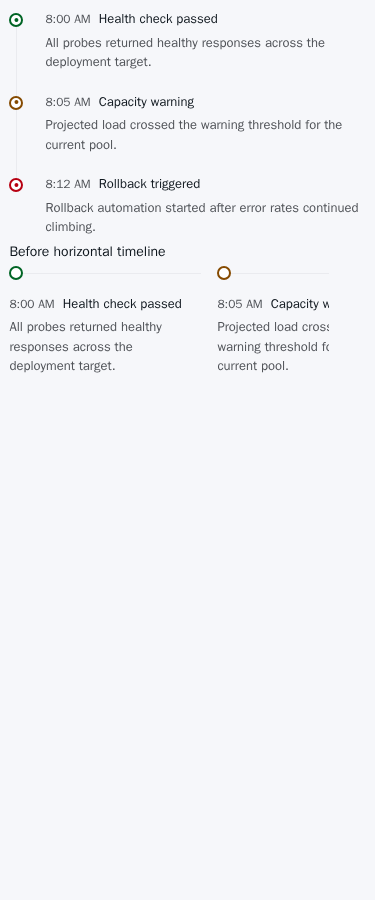 8:00 AM Health check passed
All probes returned healthy responses across the
deployment target.
8:05 AM Capacity warning
Projected load crossed the warning threshold for the
current pool.
8:12 AM Rollback triggered
Rollback automation started after error rates continued
climbing.
Before horizontal timeline
8:00 AM Health check passed
All probes returned healthy
responses across the
deployment target.
8:05 AM Capacity w
Projected load cros
warning threshold fo
current pool.